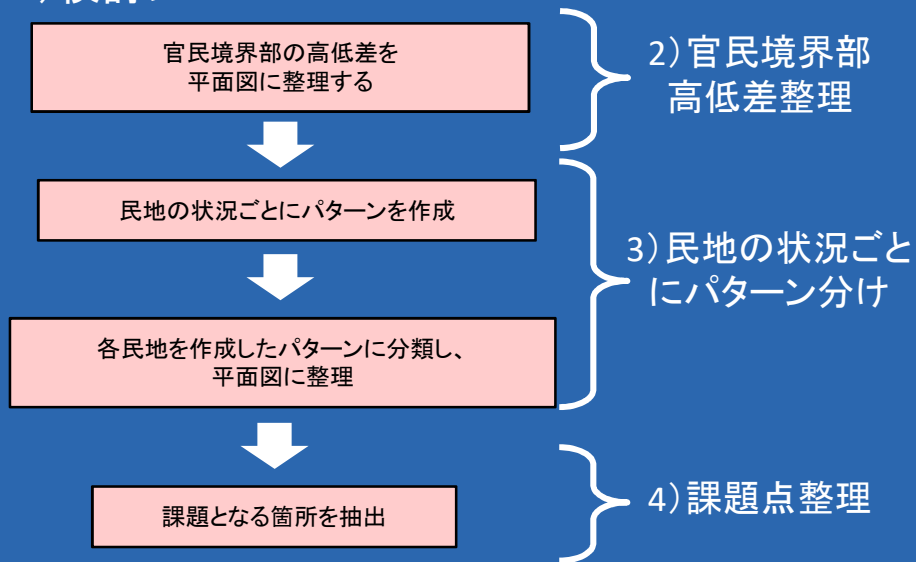 官民境界部の高低差を
平面図に整理する
2）官民境界部
高低差整理
民地の状況ごとにパターンを作成
3）民地の状況ごと
にパターン分け
各民地を作成したパターンに分類し、
平面図に整理
課題となる箇所を抽出
4）課題点整理